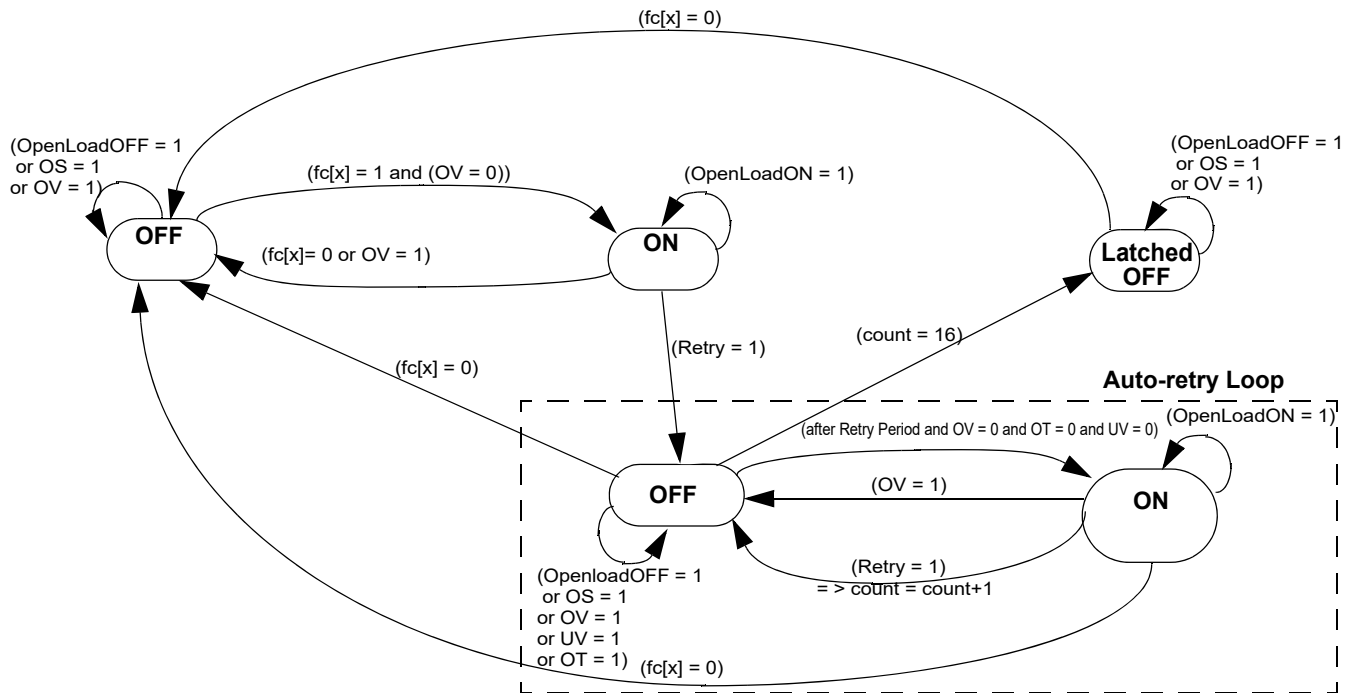 (fc[x] = 0)
(OpenLoadOFF = 1
or OS = 1
or OV = 1)
(fc[x] = 1 and (OV = 0))
(OpenLoadON = 1)
(OpenLoadOFF = 1
or OS = 1
or OV = 1)
OFF
(fc[x]= 0 or OV = 1)
ON
Latched
OFF
(Retry = 1)
(count = 16)
(fc[x] = 0)
Auto-retry Loop
(after Retry Period and OV = 0 and OT = 0 and UV = 0)
(OpenLoadON = 1)
OFF
(OV = 1)
ON
(Retry = 1)
= > count = count+1
(OpenloadOFF = 1
or OS = 1
or OV = 1
or UV = 1
or OT = 1)
(fc[x] = 0)